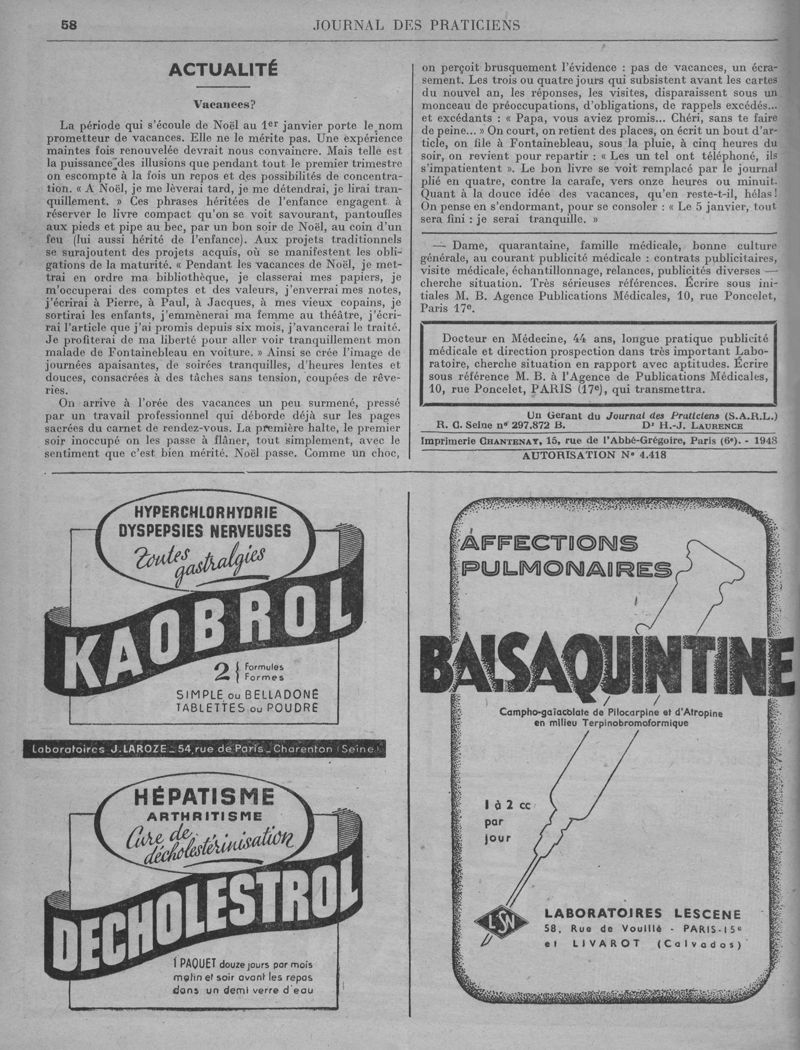 58
JOURNAL DES PRATICIENS
ACTUALITÉ
Vacances?
La période qui s'écoule de Noël au 1er janvier porte le nom
prometteur de vacances. Elle ne le mérite pas. Une expérience
maintes fois renouvelée devrait nous convaincre. Mais telle est
la puissance des illusions que pendant tout le premier trimestre
on escompte à la fois un repos et des possibilités de concentra-
tion. « A Noël, je me lèverai tard, je me détendrai, je lirai tran-
quillement. » Ces phrases héritées de l'enfance engagent à
réserver le livre compact qu'on se voit savourant, pantoufles
aux pieds et pipe au bec, par un bon soir de Noël, au coin d'un
feu (lui aussi hérité de l'enfance). Aux projets traditionnels
se surajoutent des projets acquis, où se manifestent les obli-
gations de la maturité. « Pendant les vacances de Noël, je met-
trai en ordre ma bibliothèque, je classerai mes papiers, je
m'occuperai des comptes et des valeurs, j'enverrai mes notes,
j'écrirai à Pierre, à Paul, à Jacques, à mes vieux copains, je
sortirai les enfants, j'emmènerai ma femme au théâtre, j'écri-
rai l'article que j'ai promis depuis six mois, j'avancerai le traité.
Je profiterai de ma liberté pour aller voir tranquillement mon
malade de Fontainebleau en voiture. » Ainsi se crée l'image de
journées apaisantes, de soirées tranquilles, d'heures lentes et
douces, consacrées à des tâches sans tension, coupées de rêve-
ries.
On arrive à l'orée des vacances un peu surmené, pressé
par un travail professionnel qui déborde déjà sur les pages
sacrées du carnet de rendez-vous. La première halte, le premier
soir inoccupé on les passe à flâner, tout simplement, avec le
sentiment que c'est bien mérité. Noël passe. Comme un choc,
on perçoit brusquement l'évidence : pas de vacances, un écra-
sement. Les trois ou quatre jours qui subsistent avant les cartes
du nouvel an, les réponses, les visites, disparaissent sous un
monceau de préoccupations, d'obligations, de rappels excédés...
et excédants : « Papa, vous aviez promis... Chéri, sans te faire
de peine... » On court, on retient des places, on écrit un bout d'ar-
ticle, on file à Fontainebleau, sous la pluie, à cinq heures du
soir, on revient pour repartir : « Les un tel ont téléphoné, ils
s'impatientent ». Le bon livre se voit remplacé par le journal
plié en quatre, contre la carafe, vers onze heures ou minuit.
Quant à la douce idée des vacances, qu'en reste-t-il, hélas!
On pense en s'endormant, pour se consoler : « Le 5 janvier, tout
sera fini : je serai tranquille. »
— Dame, quarantaine, famille médicale, bonne culture
générale, au courant publicité médicale : contrats publicitaires,
visite médicale, échantillonnage, relances, publicités diverses —
cherche situation. Très sérieuses références. Écrire sous ini-
tiales M. B. Agence Publications Médicales, 10, rue Poncelet,
Paris 17e.
Docteur en Médecine, 44 ans, longue pratique publicité
médicale et direction prospection dans très important Labo-
ratoire, cherche situation en rapport avec aptitudes. Écrire
sous référence M. B. à l'Agence de Publications Médicales,
10, rue Poncelet, PARIS (17e), qui transmettra.
Un Gérant du Journal des Praticiens (S.A.R.L.)
R. C. Seine n° 297.872 B. Dr H.-J. LAURENCE
Imprimerie CHANTENAY, 15, rue de l'Abbé-Grégoire, Paris (6e). - 1948
AUTORISATION N° 4.418
HYPERCHLORHYDRIE
DYSPEPSIES NERVEUSES
Toutes
gastralgies
KAOBROL
2 { Formules
Formes
SIMPLE ou BELLADONÉ
TABLETTES ou POUDRE
Laboratoires J. LAROZE _ 54, rue de Paris _ Charenton (Seine)
HÉPATISME
ARTHRITISME
Cure de
décholestérinisation
DECHOLESTROL
1 PAQUET douze jours par mois
matin et soir avant les repas
dans un demi verre d'eau
AFFECTIONS
PULMONAIRES
BALSAQUINTINE
Campho-gaïacolate de Pilocarpine et d'Atropine
en milieu Terpinobromoformique
1 à 2 cc
par
jour
LSN
LABORATOIRES LESCENE
58, Rue de Vouillé - PARIS-15e
et LIVAROT (Calvados)